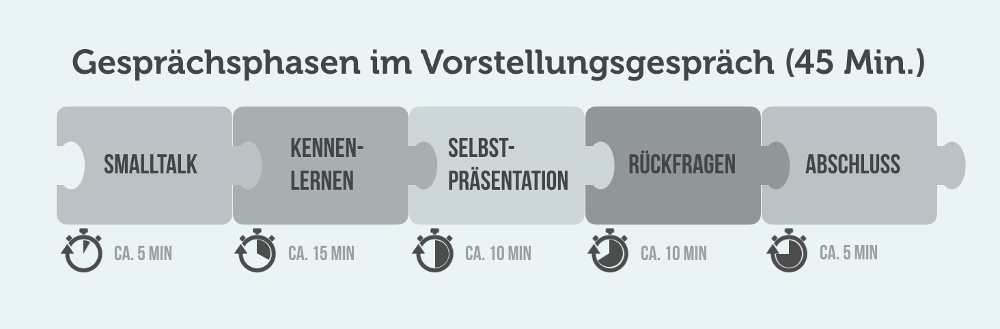 Gesprächsphasen im Vorstellungsgespräch (45 Min.)
SMALLTALK
KENNEN-
LERNEN
SELBST-
PRÄSENTATION
RÜCKFRAGEN
ABSCHLUSS
CA. 5 MIN
CA. 15 MIN
CA. 10 MIN
CA. 10 MIN
CA. 5 MIN